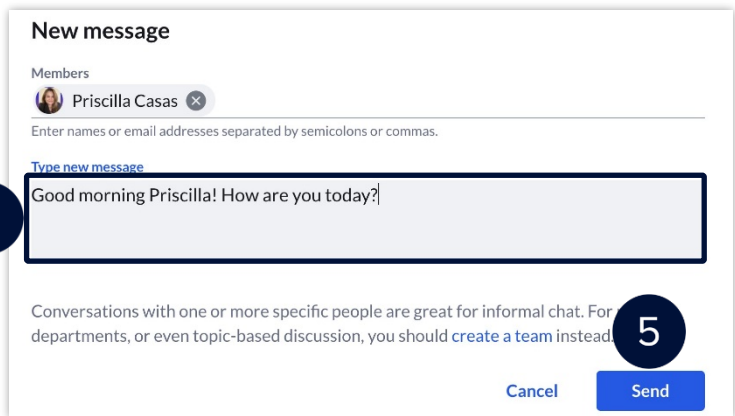 New message
Members
Priscilla Casas
Enter names or email addresses separated by semicolons or commas.
Type new message
Good morning Priscilla! How are you today?
Conversations with one or more specific people are great for informal chat. For
departments, or even topic-based discussion, you should create a team instead.
5
Cancel Send